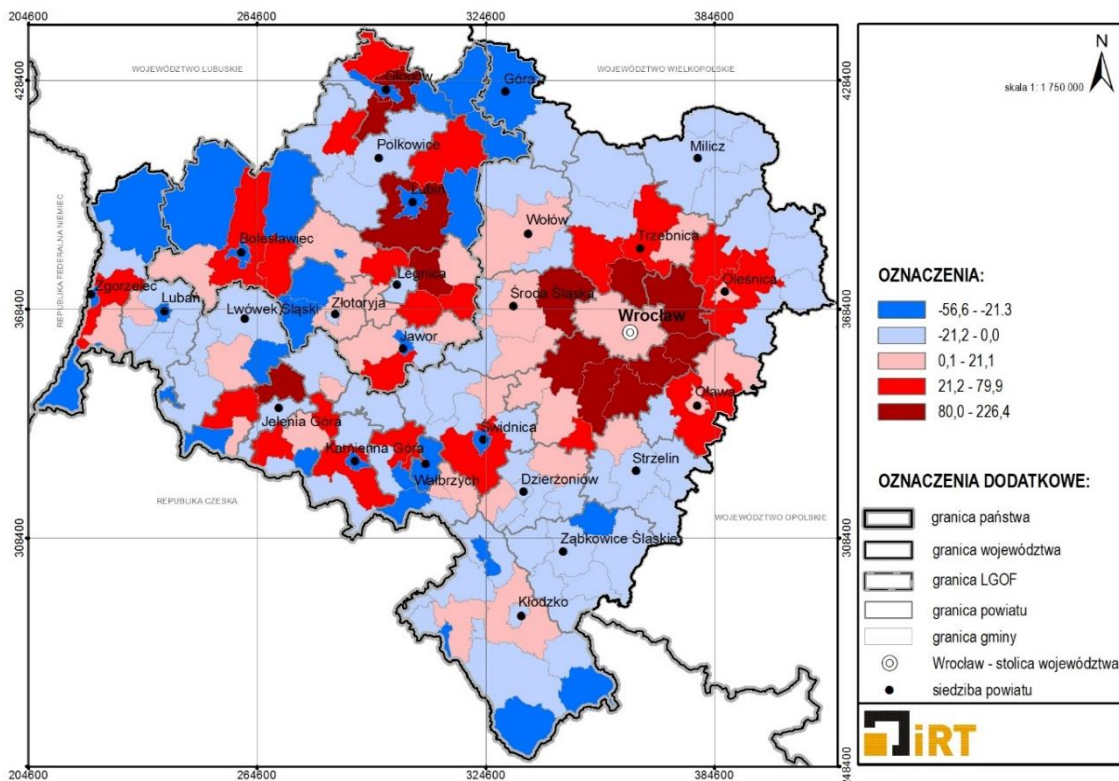 204600 264600 324600 384600
WOJEWÓDZTWO LUBUSKIE
WOJEWÓDZTWO WIELKOPOLSKIE
N
skala 1: 1 750 000
428400 428400
Głogów
Góra
Polkowice
Milicz
REPUBLIKA FEDERALNA NIEMIEC
Lubin
Wołów
Trzebnica
Bolesławiec
Legnica
Oleśnica
Zgorzelec
Lubań
Lwówek Śląski
Złotoryja
Środa Śląska
Wrocław
368400 368400
Jawor
Oława
Jelenia Góra
Świdnica
Kamienna Góra
Wałbrzych
Strzelin
Dzierżoniów
REPUBLIKA CZESKA
WOJEWÓDZTWO OPOLSKIE
308400 308400
Ząbkowice Śląskie
Kłodzko
248400
204600 264600 324600 384600
OZNACZENIA:
-56,6 - -21.3
-21,2 - 0,0
0,1 - 21,1
21,2 - 79,9
80,0 - 226,4
OZNACZENIA DODATKOWE:
granica państwa
granica województwa
granica LGOF
granica powiatu
granica gminy
Wrocław - stolica województwa
siedziba powiatu
iRT